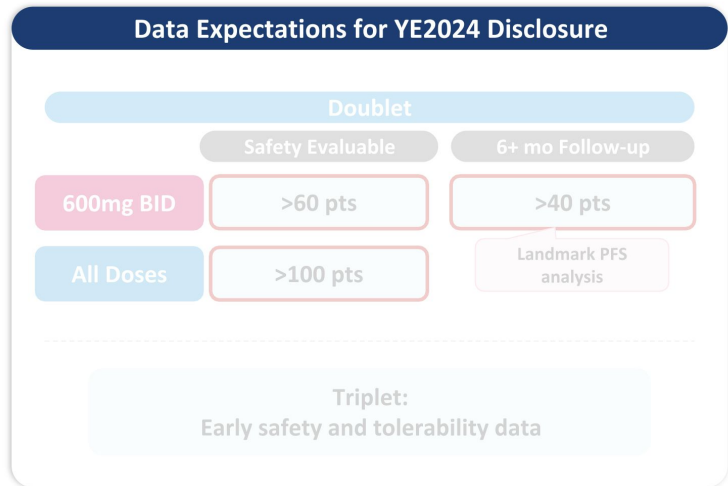 Data Expectations for YE2024 Disclosure
Doublet
Safety Evaluable
6+ mo Follow-up
600mg BID
>60 pts
>40 pts
Landmark PFS
analysis
All Doses
>100 pts
Triplet:
Early safety and tolerability data